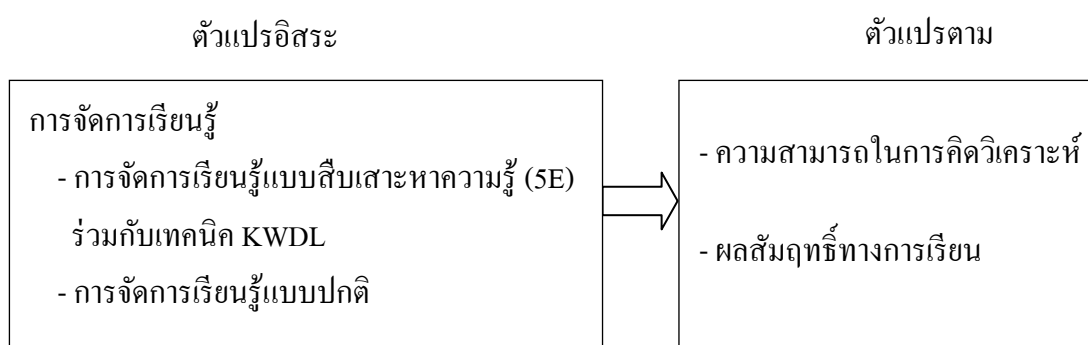 ตัวแปรอิสระ
ตัวแปรตาม
การจัดการเรียนรู้
- การจัดการเรียนรู้แบบสืบเสาะหาความรู้ (5E)
ร่วมกับเทคนิค KWDL
- การจัดการเรียนรู้แบบปกติ
- ความสามารถในการคิดวิเคราะห์
- ผลสัมฤทธิ์ทางการเรียน